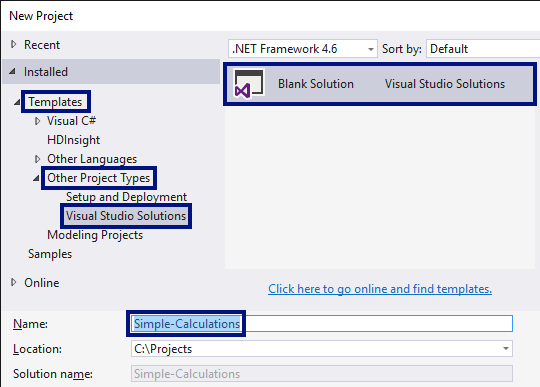 New Project
Recent
.NET Framework 4.6 Sort by: Default
Installed
Blank Solution Visual Studio Solutions
Templates
Visual C#
HDInsight
Other Languages
Other Project Types
Setup and Deployment
Visual Studio Solutions
Modeling Projects
Samples
Online
Click here to go online and find templates.
Name: Simple-Calculations
Location: C:\Projects
Solution name: Simple-Calculations